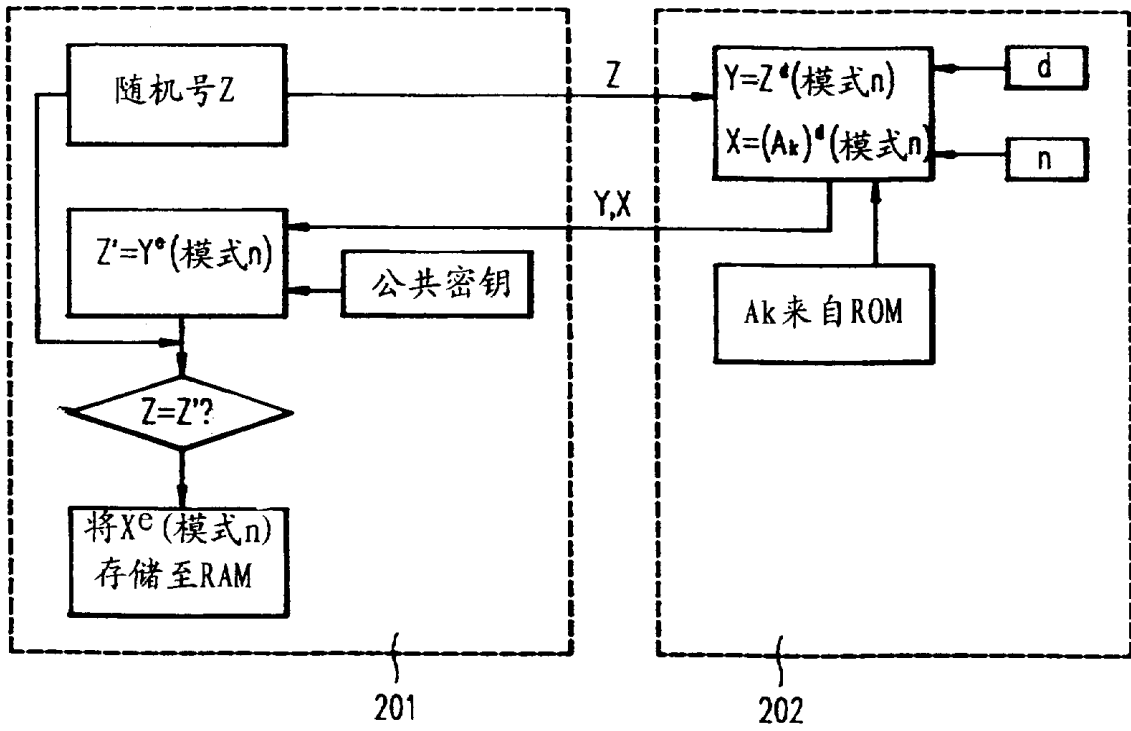 随机号Z
Z
Y=Z^d(模式n)
X=(Ak)^d(模式n)
d
n
Y,X
Z'=Y^e(模式n)
公共密钥
Ak来自ROM
Z=Z'?
将X^e(模式n)
存储至RAM
201
202